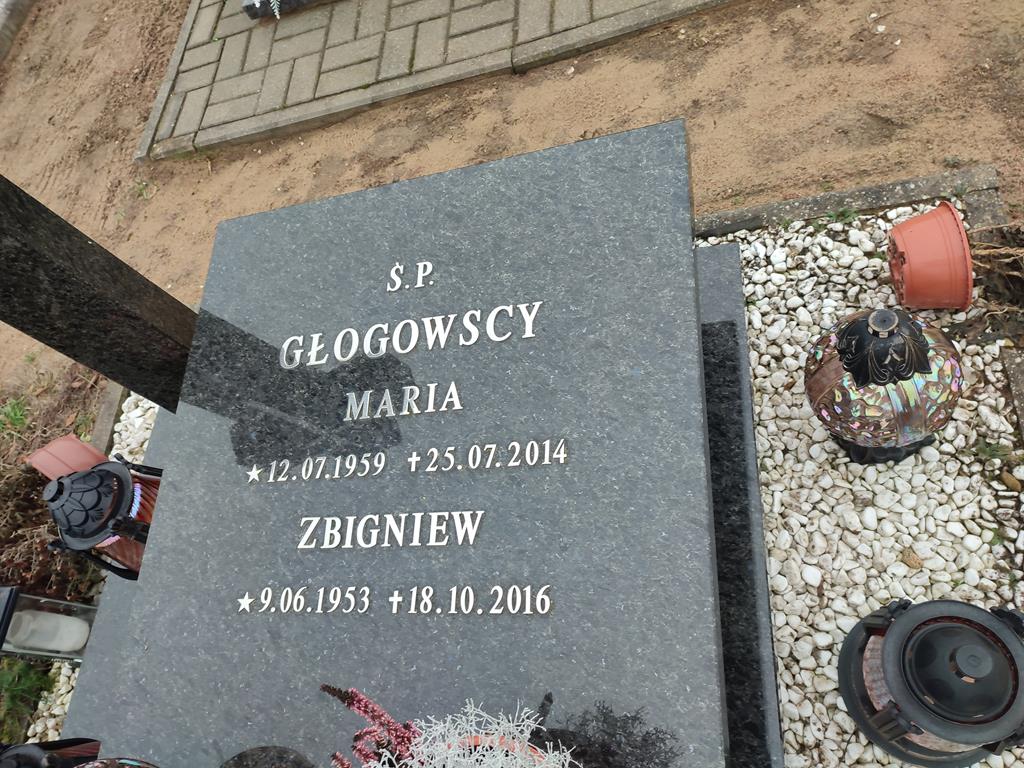 Ś.P.
GŁOGOWSCY
MARIA
★12.07.1959 ✝25.07.2014
ZBIGNIEW
★9.06.1953 ✝18.10.2016